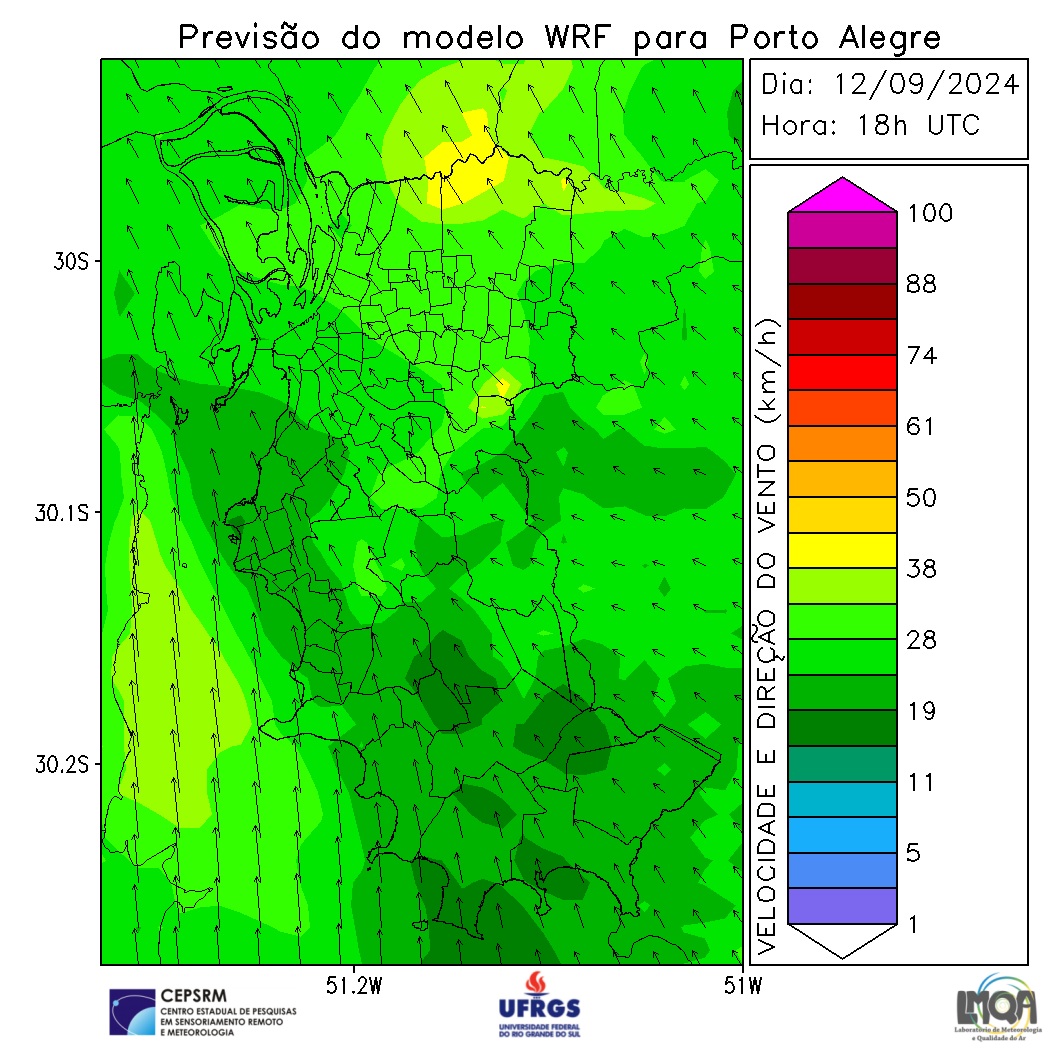 Previsão do modelo WRF para Porto Alegre
Dia: 12/09/2024
Hora: 18h UTC
30S
30.1S
30.2S
51.2W
51W
VELOCIDADE E DIREÇÃO DO VENTO (km/h)
100
88
74
61
50
38
28
19
11
5
1
CEPSRM
CENTRO ESTADUAL DE PESQUISAS
EM SENSORIAMENTO REMOTO
E METEOROLOGIA
UFRGS
UNIVERSIDADE FEDERAL
DO RIO GRANDE DO SUL
LMQA
Laboratório de Meteorologia
e Qualidade do Ar